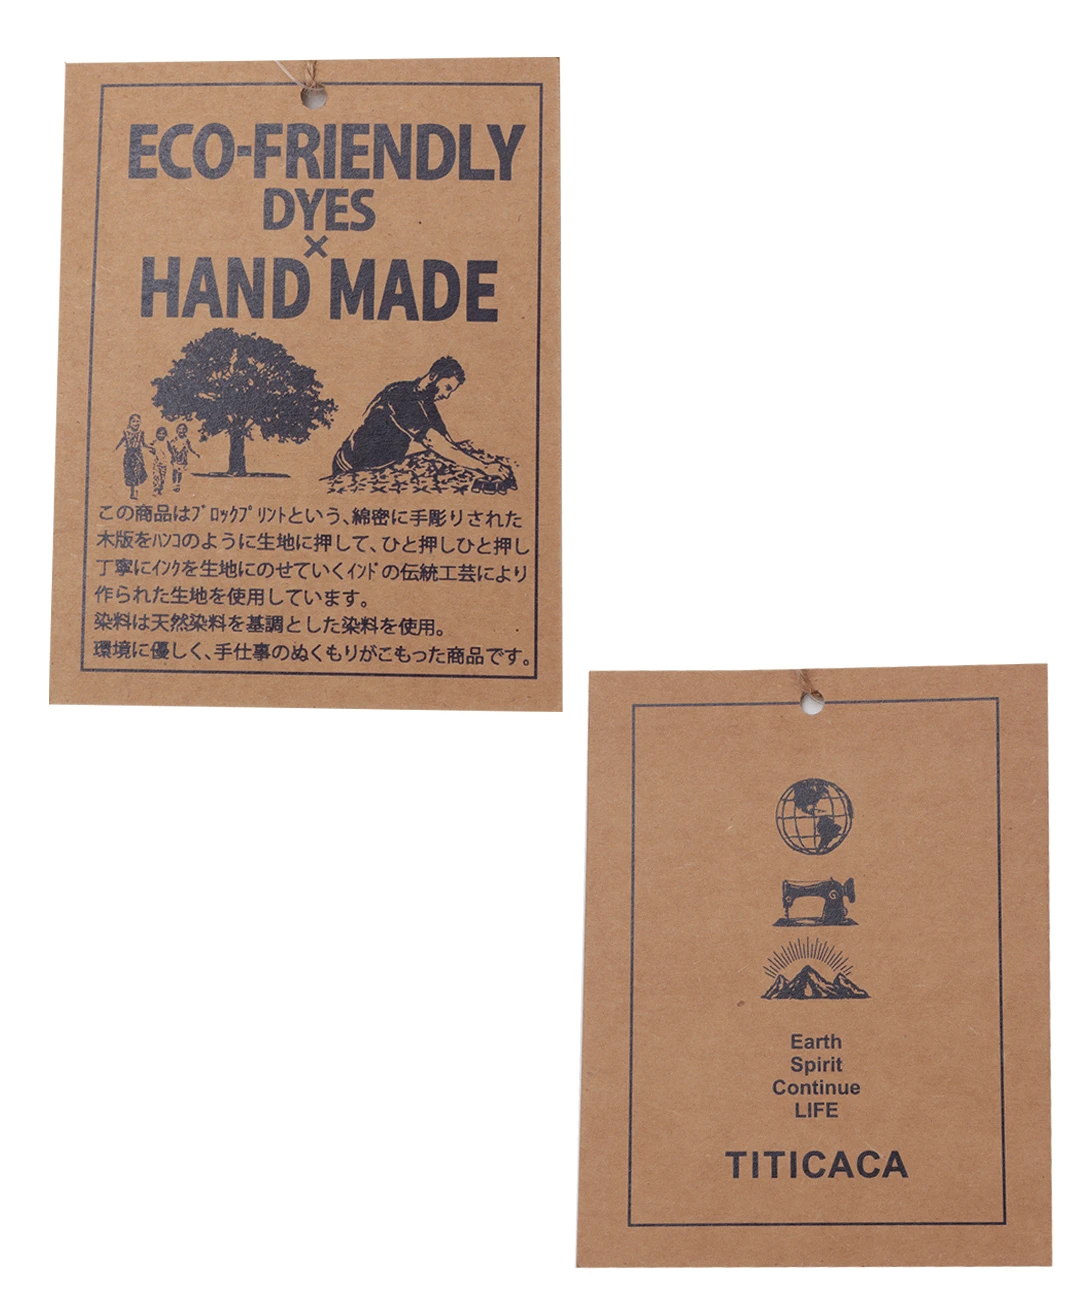 ECO-FRIENDLY
DYES
×
HAND MADE
この商品はﾌﾞﾛｯｸﾌﾟﾘﾝﾄという、綿密に手彫りされた
木版をﾊﾝｺのように生地に押して、ひと押しひと押し
丁寧にｲﾝｸを生地にのせていくｲﾝﾄﾞの伝統工芸により
作られた生地を使用しています。
染料は天然染料を基調とした染料を使用。
環境に優しく、手仕事のぬくもりがこもった商品です。
Earth
Spirit
Continue
LIFE
TITICACA